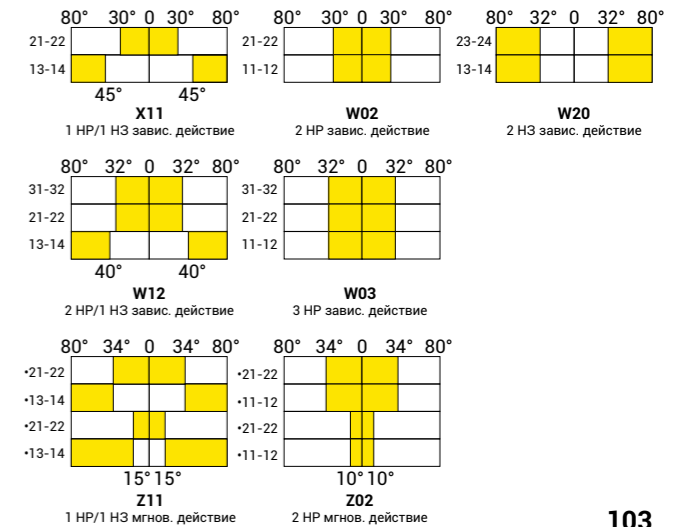 80° 30° 0 30° 80°
21-22
13-14
45° 45°
X11
1 НР/1 НЗ завис. действие
80° 30° 0 30° 80°
21-22
11-12
W02
2 НР завис. действие
80° 32° 0 32° 80°
23-24
13-14
W20
2 НЗ завис. действие
80° 32° 0 32° 80°
31-32
21-22
13-14
40° 40°
W12
2 НР/1 НЗ завис. действие
80° 32° 0 32° 80°
31-32
21-22
11-12
W03
3 НР завис. действие
80° 34° 0 34° 80°
•21-22
•13-14
•21-22
•13-14
15° 15°
Z11
1 НР/1 НЗ мгнов. действие
80° 34° 0 34° 80°
•21-22
•11-12
•21-22
•11-12
10° 10°
Z02
2 НР мгнов. действие
103